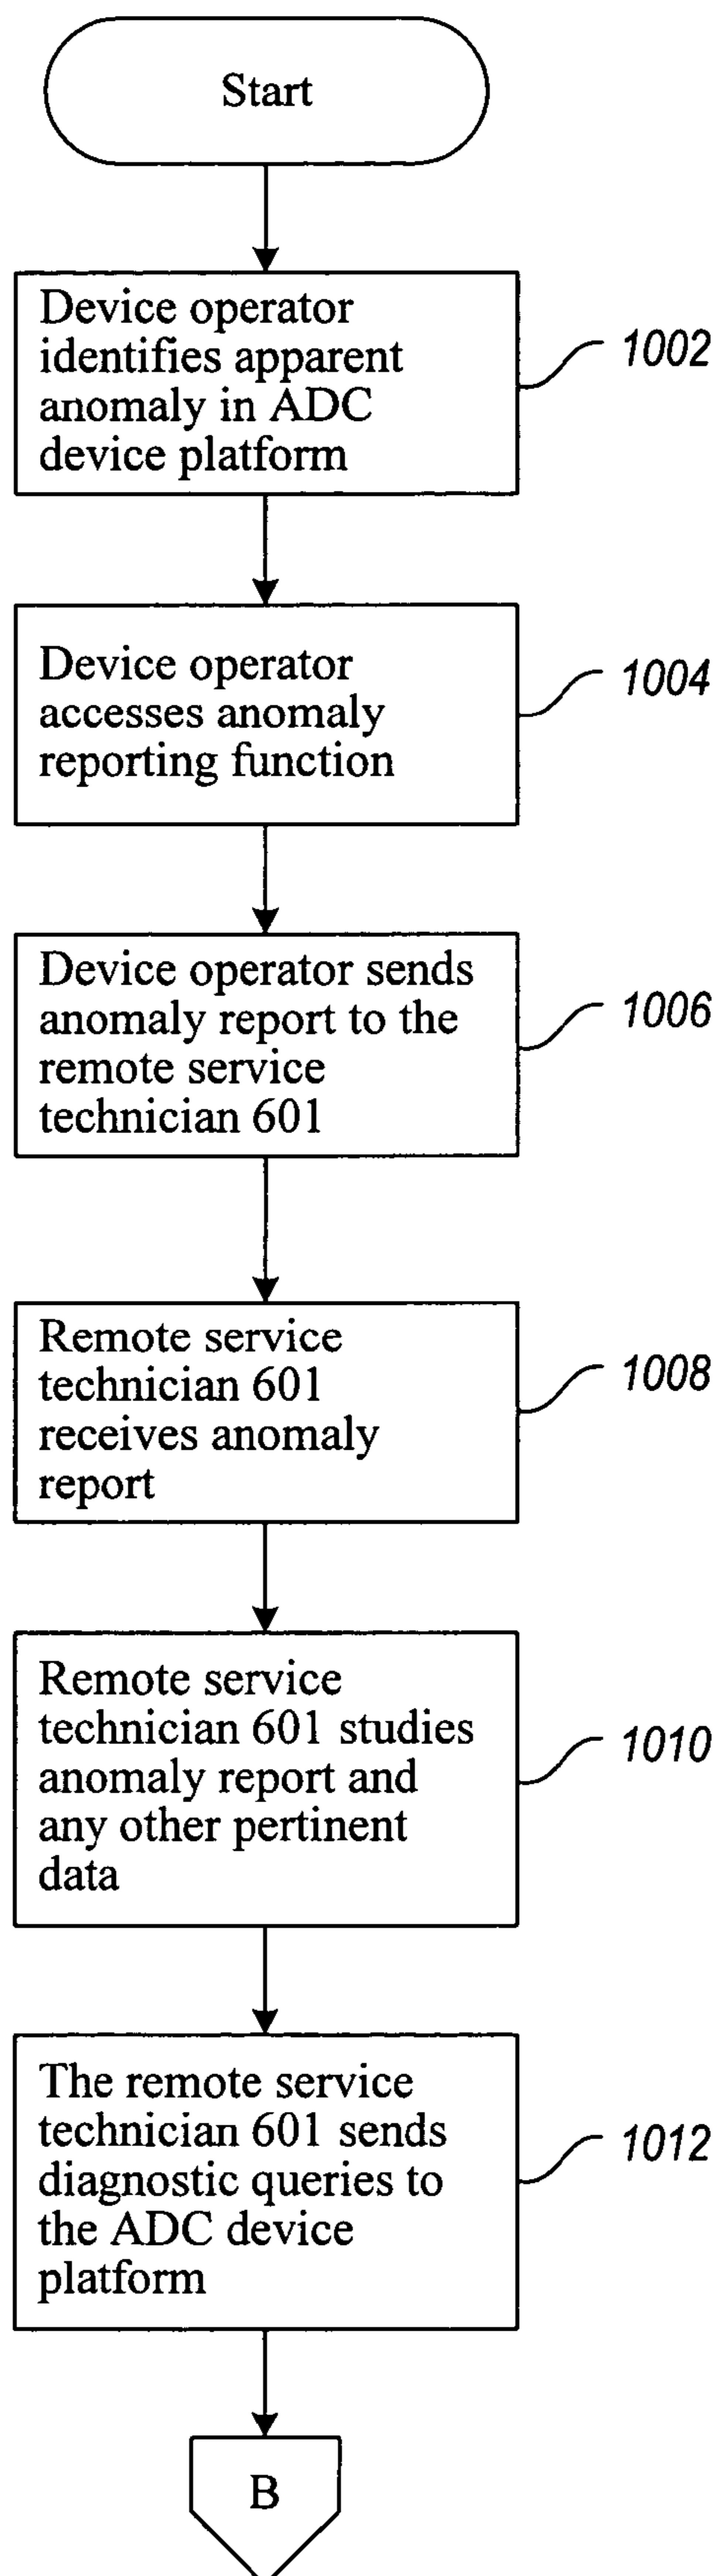 Start
Device operator
identifies apparent
anomaly in ADC
device platform
1002
Device operator
accesses anomaly
reporting function
1004
Device operator sends
anomaly report to the
remote service
technician 601
1006
Remote service
technician 601
receives anomaly
report
1008
Remote service
technician 601 studies
anomaly report and
any other pertinent
data
1010
The remote service
technician 601 sends
diagnostic queries to
the ADC device
platform
1012
B